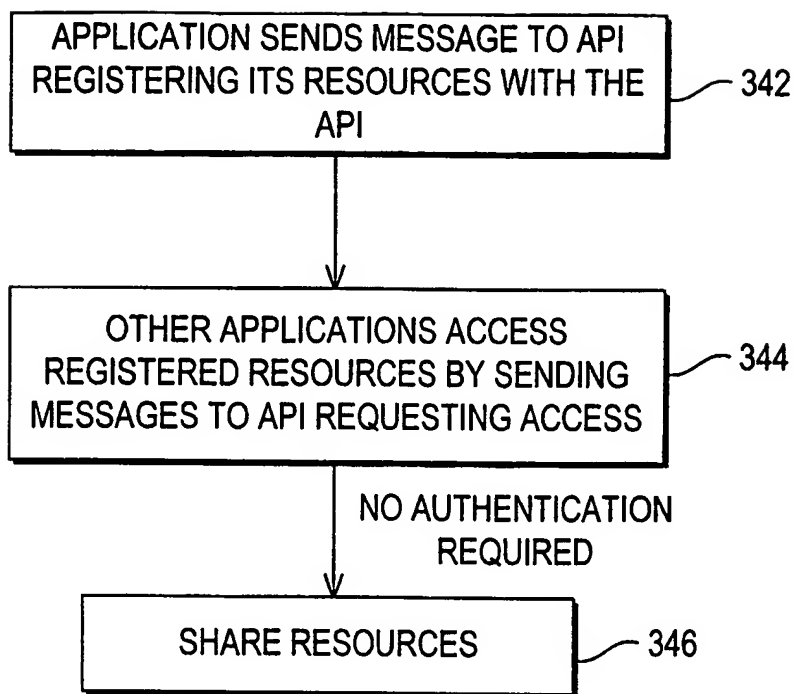 APPLICATION SENDS MESSAGE TO API
REGISTERING ITS RESOURCES WITH THE
API
342
OTHER APPLICATIONS ACCESS
REGISTERED RESOURCES BY SENDING
MESSAGES TO API REQUESTING ACCESS
344
NO AUTHENTICATION
REQUIRED
SHARE RESOURCES
346